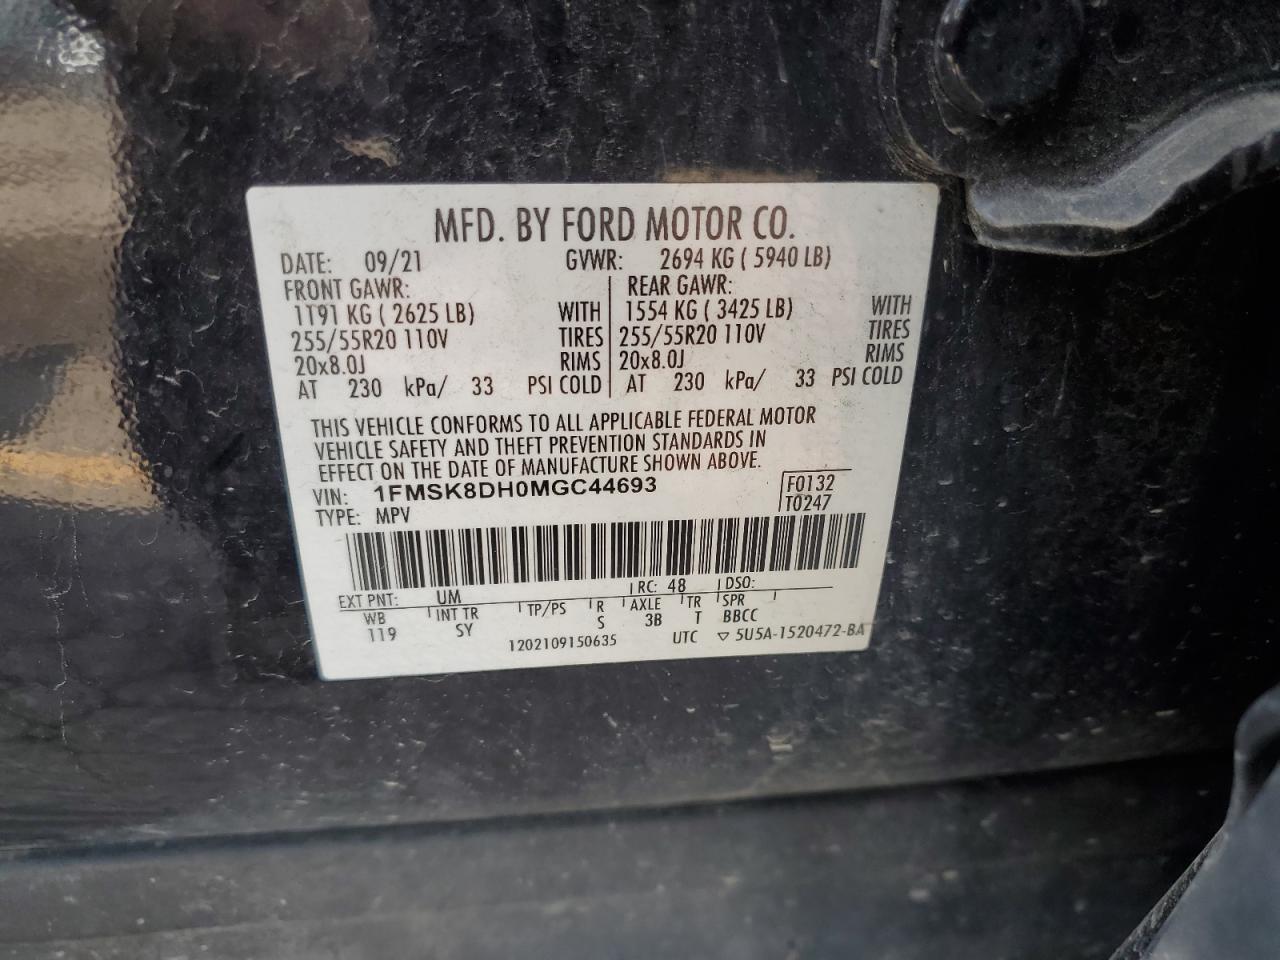 MFD. BY FORD MOTOR CO.
DATE: 09/21 GVWR: 2694 KG ( 5940 LB)
FRONT GAWR: REAR GAWR:
1191 KG ( 2625 LB) WITH 1554 KG ( 3425 LB) WITH
255/55R20 110V TIRES 255/55R20 110V TIRES
20x8.0J RIMS 20x8.0J RIMS
AT 230 kPa/ 33 PSI COLD AT 230 kPa/ 33 PSI COLD
THIS VEHICLE CONFORMS TO ALL APPLICABLE FEDERAL MOTOR
VEHICLE SAFETY AND THEFT PREVENTION STANDARDS IN
EFFECT ON THE DATE OF MANUFACTURE SHOWN ABOVE.
VIN: 1FMSK8DH0MGC44693 F0132
TYPE: MPV T0247
EXT PNT: UM RC: 48 DSO:
WB INT TR TP/PS R AXLE TR SPR
119 SY S 3B T BBCC
1202109150635 UTC ▽ 5U5A-1520472-BA